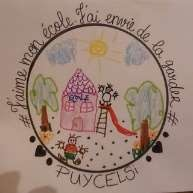 # J'aime mon école J'ai envie de la garder #
ECOLE
PUYCELSI